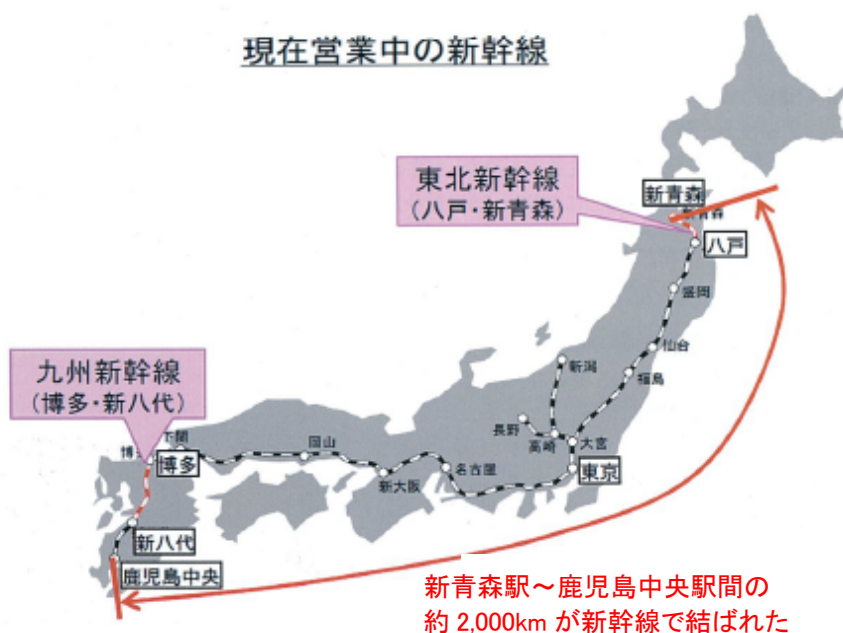 現在営業中の新幹線
東北新幹線
(八戸・新青森)
新青森
八戸
盛岡
仙台
福島
新潟
長野
高崎
大宮
東京
九州新幹線
(博多・新八代)
下関
博多
岡山
新大阪
名古屋
新八代
鹿児島中央
新青森駅～鹿児島中央駅間の
約 2,000km が新幹線で結ばれた